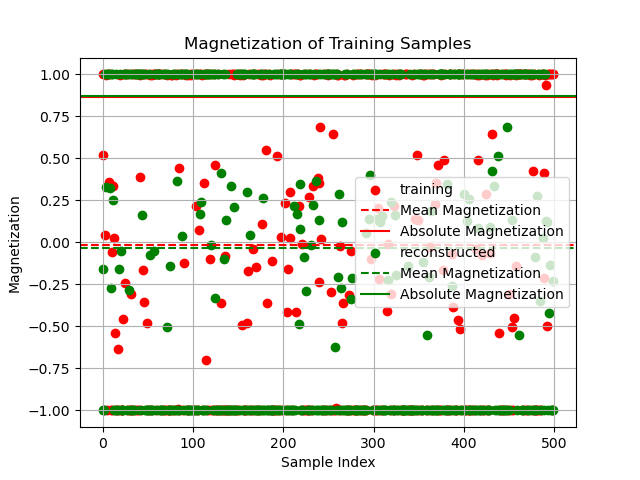 Magnetization of Training Samples
Magnetization
1.00
0.75
0.50
0.25
0.00
−0.25
−0.50
−0.75
−1.00
training
Mean Magnetization
Absolute Magnetization
reconstructed
Mean Magnetization
Absolute Magnetization
0
100
200
300
400
500
Sample Index